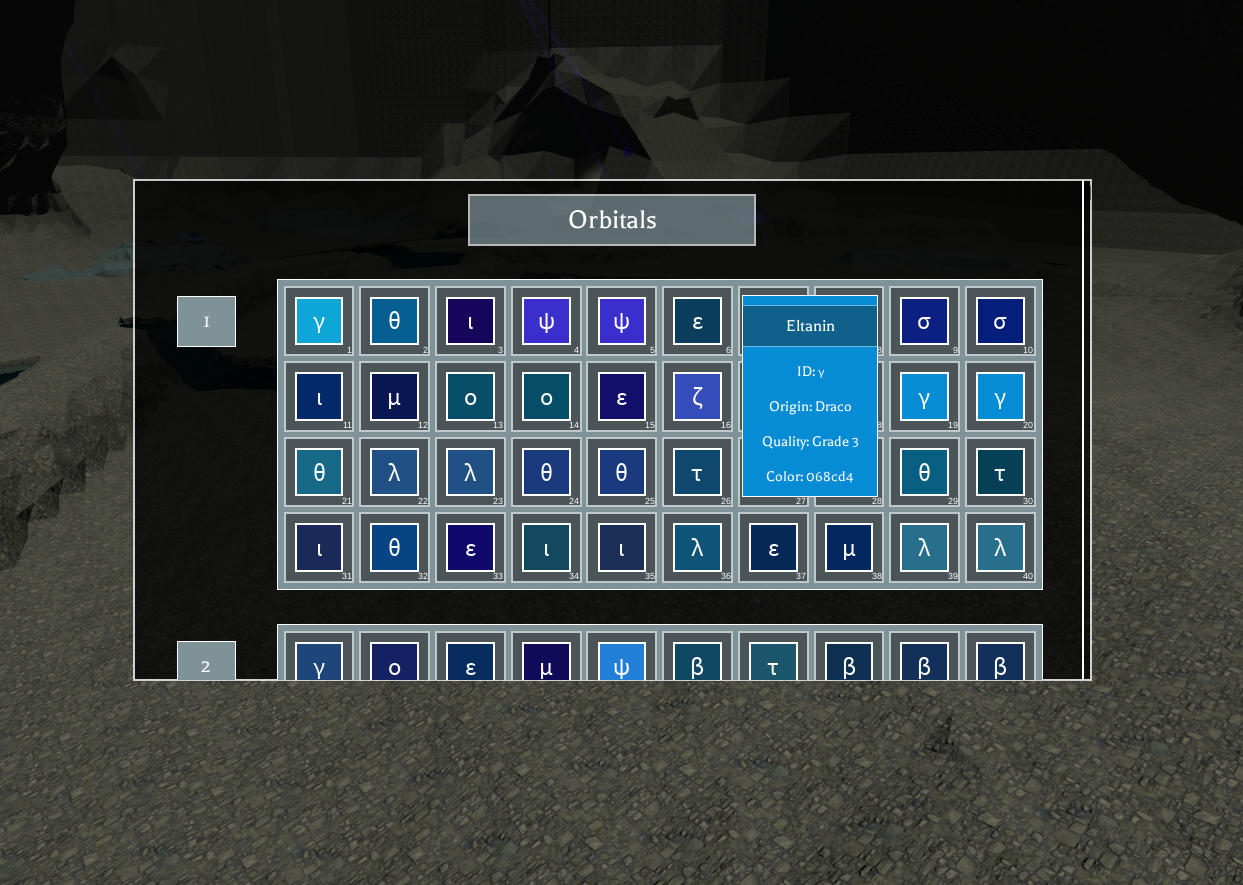 Orbitals
1
γ θ ι ψ ψ ε σ σ
1 2 3 4 5 6 8 9 10
Eltanin
ID: γ
Origin: Draco
Quality: Grade 3
Color: 068cd4
ι μ ο ο ε ζ γ γ
11 12 13 14 15 16 8 19 20
θ λ λ θ θ τ θ τ
21 22 23 24 25 26 27 28 29 30
ι θ ε ι ι λ ε μ λ λ
31 32 33 34 35 36 37 38 39 40
2
γ ο ε μ ψ β τ β β β